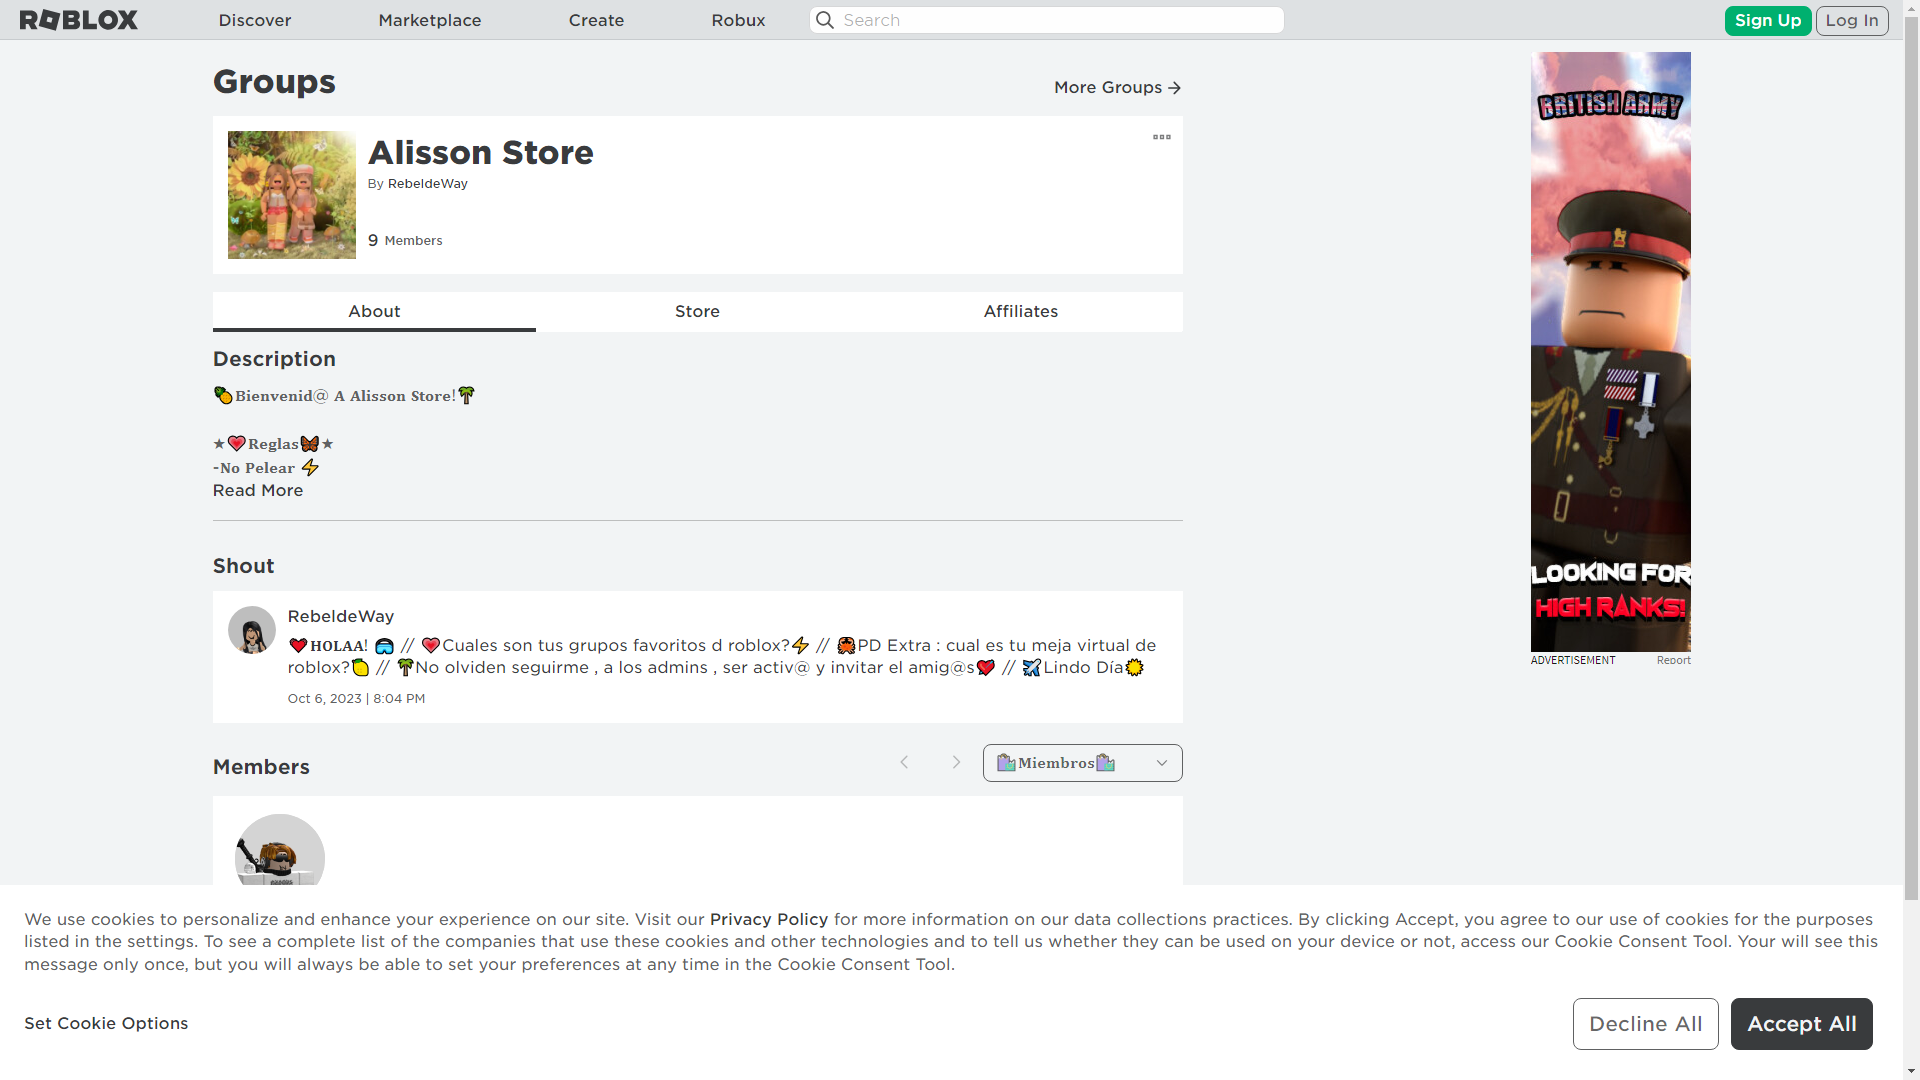 ROBLOX Discover Marketplace Create Robux Search Sign Up Log In
Groups
More Groups
Alisson Store
By RebeldeWay
9 Members
About Store Affiliates
Description
🍍𝐁𝐢𝐞𝐧𝐯𝐞𝐧𝐢𝐝@ 𝐀 𝐀𝐥𝐢𝐬𝐬𝐨𝐧 𝐒𝐭𝐨𝐫𝐞!🌴
★💗𝐑𝐞𝐠𝐥𝐚𝐬🦋★
-𝐍𝐨 𝐏𝐞𝐥𝐞𝐚𝐫 ⚡
Read More
Shout
RebeldeWay
❤️𝐇𝐎𝐋𝐀𝐀! 🤿 // 💗Cuales son tus grupos favoritos d roblox?⚡ // 🦀PD Extra : cual es tu meja virtual de
roblox?🍋 // 🌴No olviden seguirme , a los admins , ser activ@ y invitar el amig@s💘 // ✈️Lindo Día🌟
Oct 6, 2023 | 8:04 PM
Members
🛍️𝐌𝐢𝐞𝐦𝐛𝐫𝐨𝐬🛍️
BRITISH ARMY
LOOKING FOR
HIGH RANKS!
ADVERTISEMENT Report
We use cookies to personalize and enhance your experience on our site. Visit our Privacy Policy for more information on our data collections practices. By clicking Accept, you agree to our use of cookies for the purposes
listed in the settings. To see a complete list of the companies that use these cookies and other technologies and to tell us whether they can be used on your device or not, access our Cookie Consent Tool. Your will see this
message only once, but you will always be able to set your preferences at any time in the Cookie Consent Tool.
Set Cookie Options
Decline All
Accept All